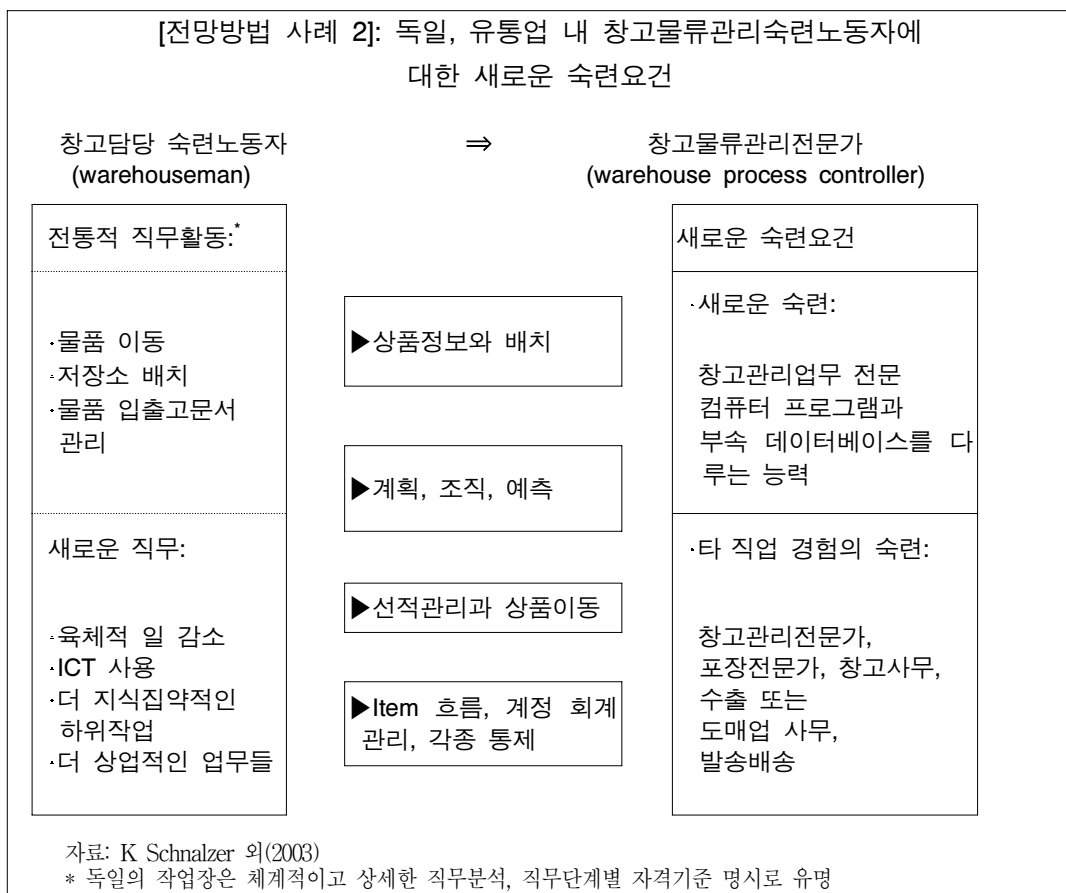 [전망방법 사례 2]: 독일, 유통업 내 창고물류관리숙련노동자에
대한 새로운 숙련요건
창고담당 숙련노동자
(warehouseman)
⇒
창고물류관리전문가
(warehouse process controller)
전통적 직무활동:*
·물품 이동
·저장소 배치
·물품 입출고문서
관리
새로운 직무:
·육체적 일 감소
·ICT 사용
·더 지식집약적인
하위작업
·더 상업적인 업무들
▶상품정보와 배치
▶계획, 조직, 예측
▶선적관리과 상품이동
▶Item 흐름, 계정 회계
관리, 각종 통제
새로운 숙련요건
·새로운 숙련:
창고관리업무 전문
컴퓨터 프로그램과
부속 데이터베이스를 다
루는 능력
·타 직업 경험의 숙련:
창고관리전문가,
포장전문가, 창고사무,
수출 또는
도매업 사무,
발송배송
자료: K Schnalzer 외(2003)
* 독일의 작업장은 체계적이고 상세한 직무분석, 직무단계별 자격기준 명시로 유명